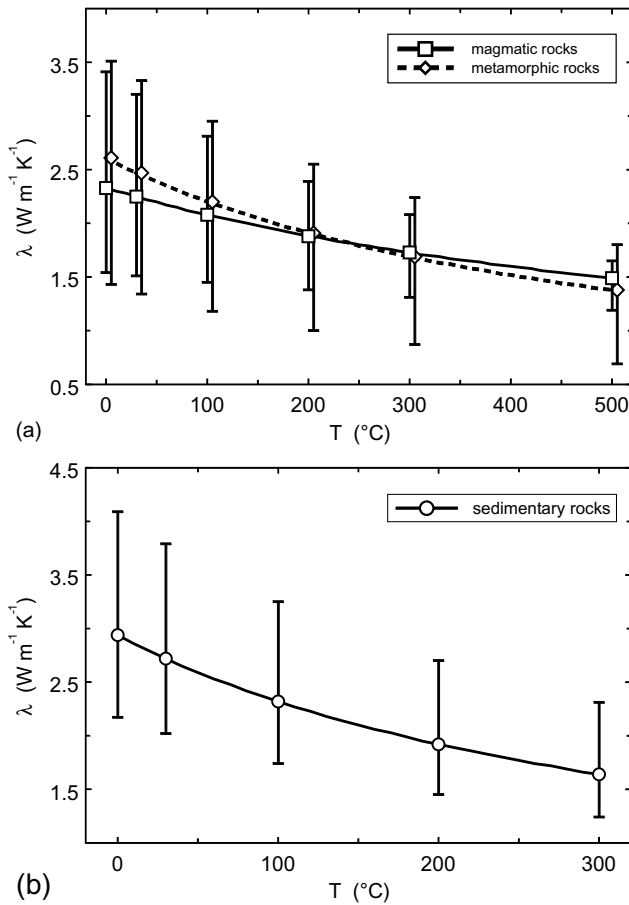 3.5
2.5
1.5
0.5
λ (W m⁻¹ K⁻¹)
magmatic rocks
metamorphic rocks
0 100 200 300 400 500
(a)
T (°C)
4.5
3.5
2.5
1.5
λ (W m⁻¹ K⁻¹)
sedimentary rocks
0 100 200 300
(b)
T (°C)